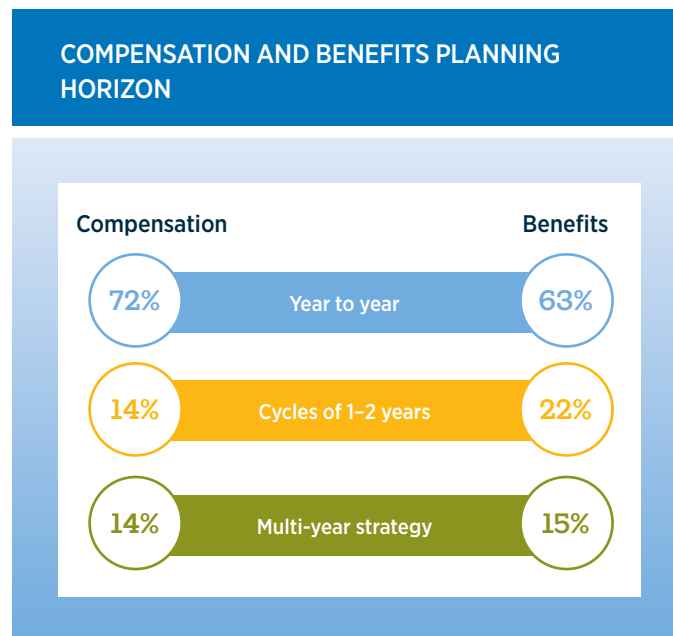 COMPENSATION AND BENEFITS PLANNING
HORIZON
Compensation Benefits
72% Year to year 63%
14% Cycles of 1–2 years 22%
14% Multi-year strategy 15%